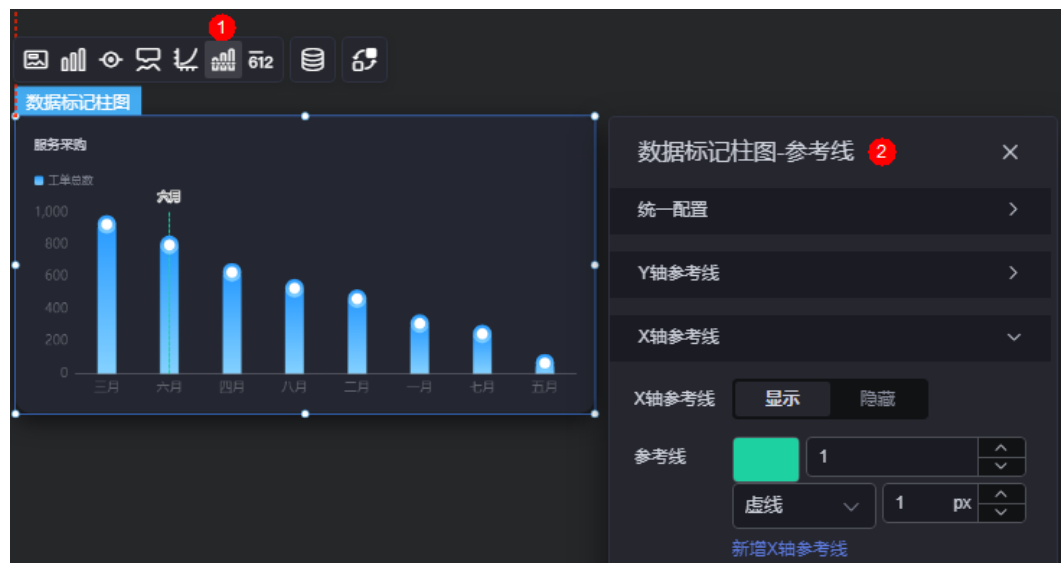 1
612
数据标记柱图
服务采购
工单总数
六月
1,000
800
600
400
200
0
三月 六月 四月 八月 二月 一月 七月 五月
数据标记柱图-参考线 2
统一配置
Y轴参考线
X轴参考线
X轴参考线 显示 隐藏
参考线 1
虚线 1 px
新增X轴参考线